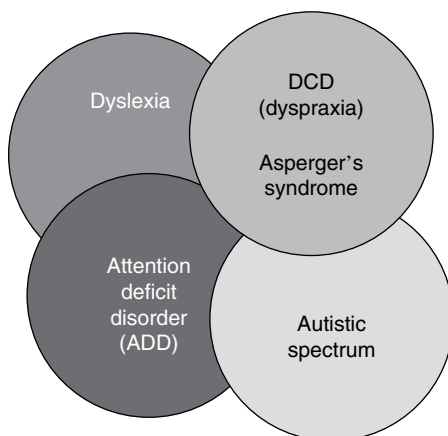 Dyslexia
DCD
(dyspraxia)
Asperger’s
syndrome
Attention
deficit
disorder
(ADD)
Autistic
spectrum